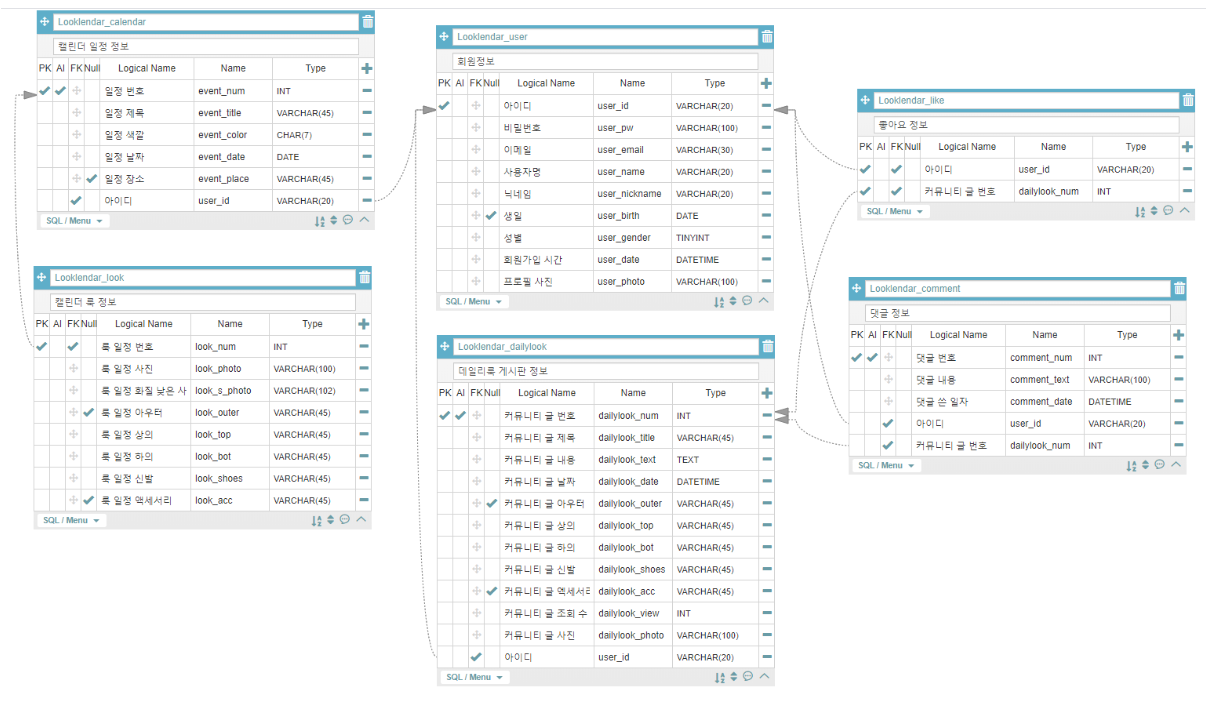 Looklendar_calendar
캘린더 일정 정보
PK AI FK Null Logical Name Name Type
일정 번호 event_num INT
일정 제목 event_title VARCHAR(45)
일정 색깔 event_color CHAR(7)
일정 날짜 event_date DATE
일정 장소 event_place VARCHAR(45)
아이디 user_id VARCHAR(20)
SQL / Menu
Looklendar_look
캘린더 룩 정보
PK AI FK Null Logical Name Name Type
룩 일정 번호 look_num INT
룩 일정 사진 look_photo VARCHAR(100)
룩 일정 화질 낮은 사 look_s_photo VARCHAR(102)
룩 일정 아우터 look_outer VARCHAR(45)
룩 일정 상의 look_top VARCHAR(45)
룩 일정 하의 look_bot VARCHAR(45)
룩 일정 신발 look_shoes VARCHAR(45)
룩 일정 액세서리 look_acc VARCHAR(45)
SQL / Menu
Looklendar_user
회원정보
PK AI FK Null Logical Name Name Type
아이디 user_id VARCHAR(20)
비밀번호 user_pw VARCHAR(100)
이메일 user_email VARCHAR(30)
사용자명 user_name VARCHAR(20)
닉네임 user_nickname VARCHAR(20)
생일 user_birth DATE
성별 user_gender TINYINT
회원가입 시간 user_date DATETIME
프로필 사진 user_photo VARCHAR(100)
SQL / Menu
Looklendar_dailylook
데일리룩 게시판 정보
PK AI FK Null Logical Name Name Type
커뮤니티 글 번호 dailylook_num INT
커뮤니티 글 제목 dailylook_title VARCHAR(45)
커뮤니티 글 내용 dailylook_text TEXT
커뮤니티 글 날짜 dailylook_date DATETIME
커뮤니티 글 아우터 dailylook_outer VARCHAR(45)
커뮤니티 글 상의 dailylook_top VARCHAR(45)
커뮤니티 글 하의 dailylook_bot VARCHAR(45)
커뮤니티 글 신발 dailylook_shoes VARCHAR(45)
커뮤니티 글 액세서리 dailylook_acc VARCHAR(45)
커뮤니티 글 조회 수 dailylook_view INT
커뮤니티 글 사진 dailylook_photo VARCHAR(100)
아이디 user_id VARCHAR(20)
SQL / Menu
Looklendar_like
좋아요 정보
PK AI FK Null Logical Name Name Type
아이디 user_id VARCHAR(20)
커뮤니티 글 번호 dailylook_num INT
SQL / Menu
Looklendar_comment
댓글 정보
PK AI FK Null Logical Name Name Type
댓글 번호 comment_num INT
댓글 내용 comment_text VARCHAR(100)
댓글 쓴 일자 comment_date DATETIME
아이디 user_id VARCHAR(20)
커뮤니티 글 번호 dailylook_num INT
SQL / Menu